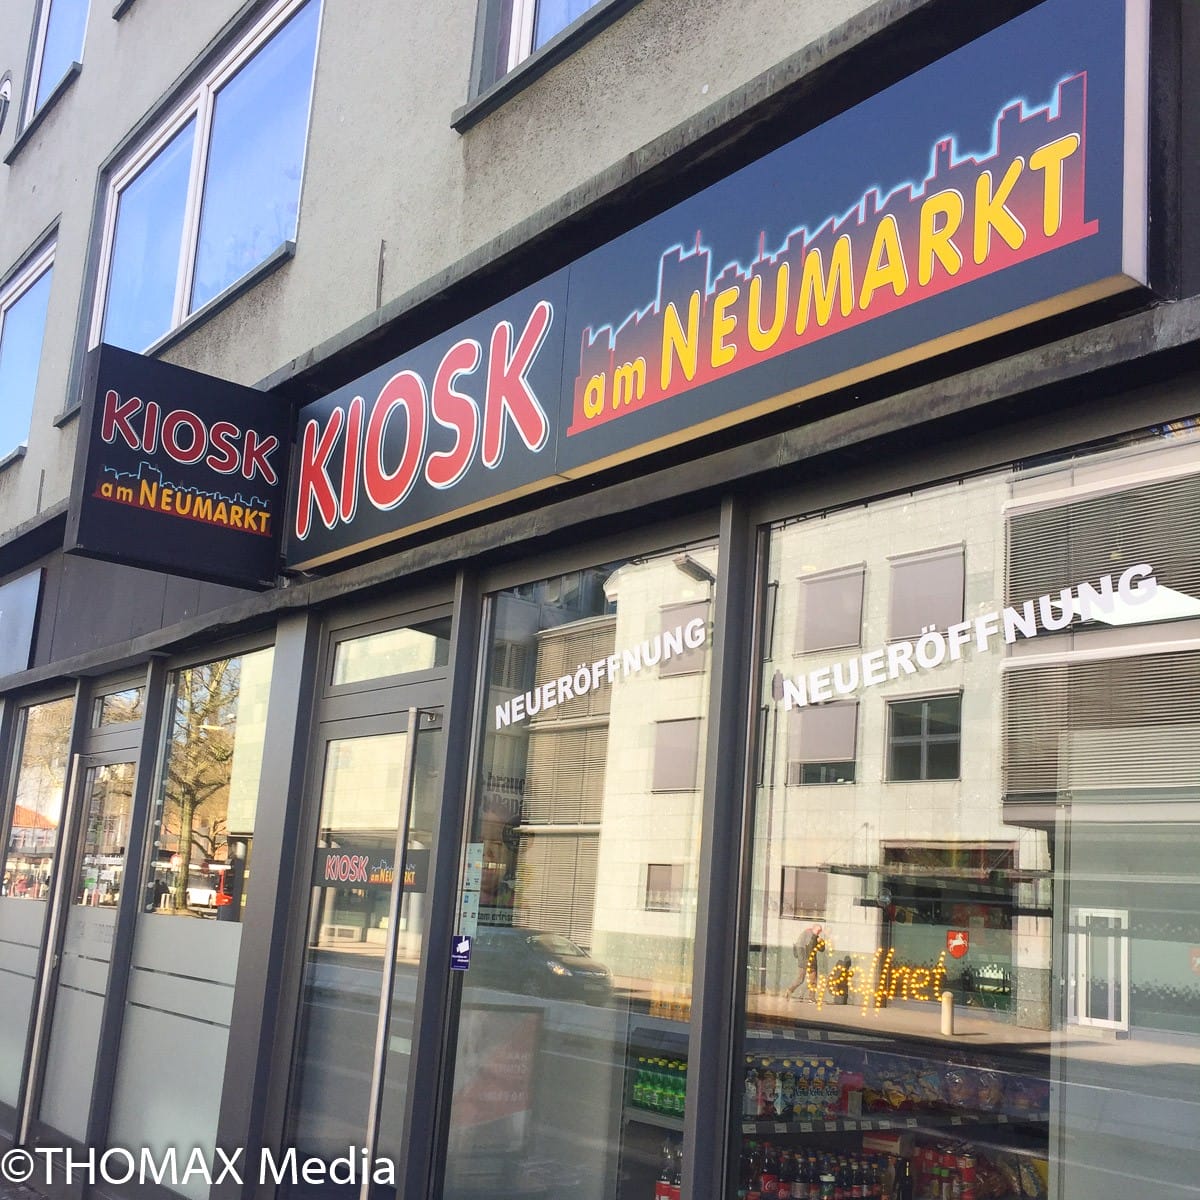 KIOSK
am NEUMARKT
KIOSK
am NEUMARKT
NEUERÖFFNUNG
NEUERÖFFNUNG
KIOSK am NEUMARKT
Geöffnet
©THOMAX Media